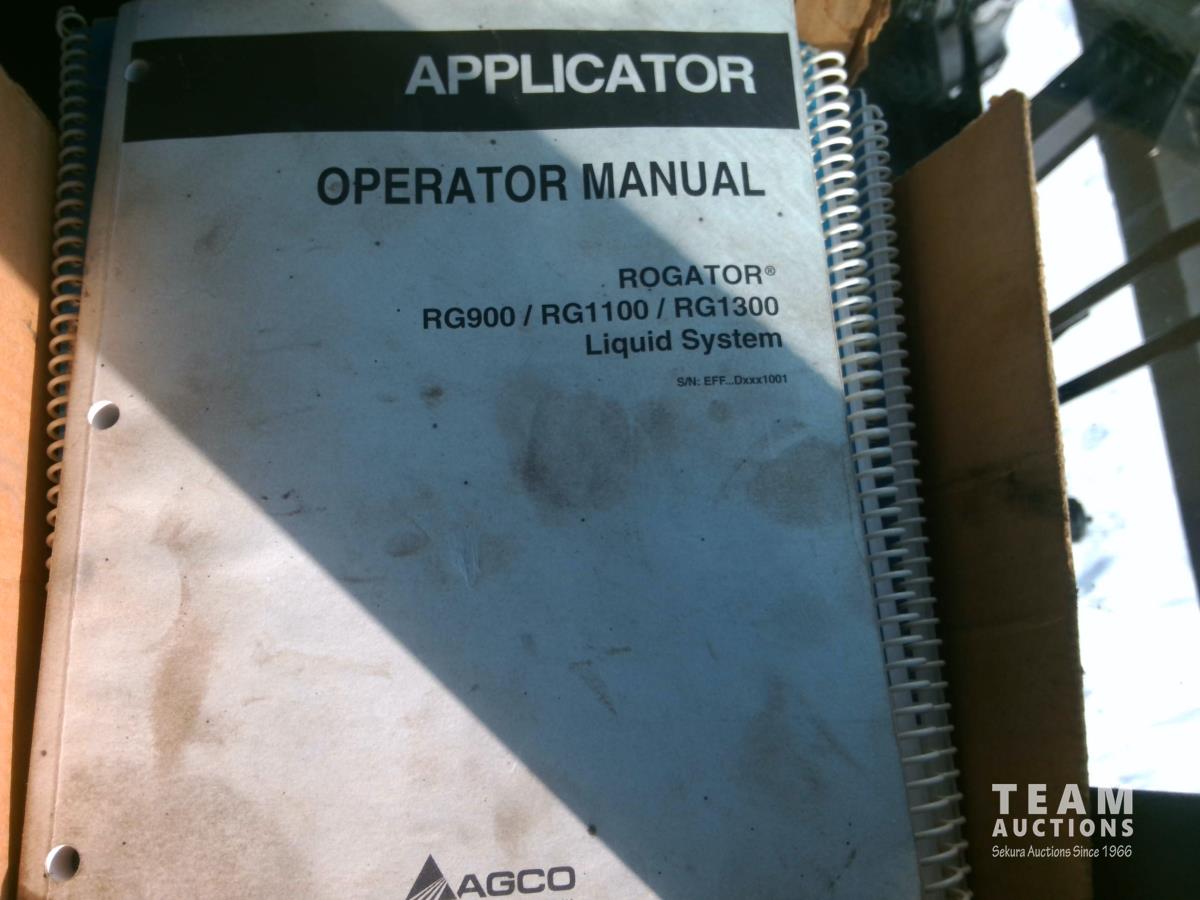 APPLICATOR
OPERATOR MANUAL
ROGATOR®
RG900 / RG1100 / RG1300
Liquid System
S/N: EFF...Dxxx1001
AGCO
TEAM
AUCTIONS
Sekura Auctions Since 1966